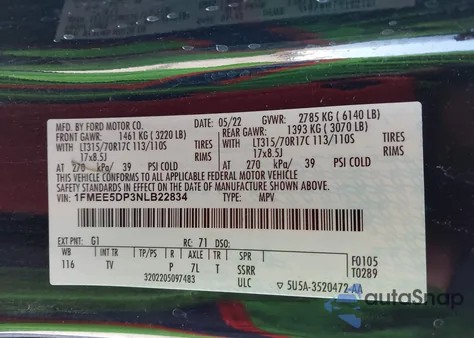 MFD. BY FORD MOTOR CO. DATE: 05/22 GVWR: 2785 KG ( 6140 LB)
FRONT GAWR: 1461 KG ( 3220 LB) REAR GAWR: 1393 KG ( 3070 LB)
WITH LT315/70R17C 113/110S TIRES WITH LT315/70R17C 113/110S TIRES
17x8.5J RIMS 17x8.5J RIMS
AT 270 kPa/ 39 PSI COLD AT 270 kPa/ 39 PSI COLD
THIS VEHICLE CONFORMS TO ALL APPLICABLE FEDERAL MOTOR VEHICLE
SAFETY AND BUMPER STANDARDS IN EFFECT ON THE DATE OF MANUFACTURE SHOWN ABOVE.
VIN: 1FMEE5DP3NLB22834 TYPE: MPV
EXT PNT: G1 RC: 71 DSO: F0105
WB INT TR TP/PS R AXLE TR SPR T0289
116 TV P 7L T SSRR
3202205097483 ULC 5U5A-3520472-AA
autoSnap